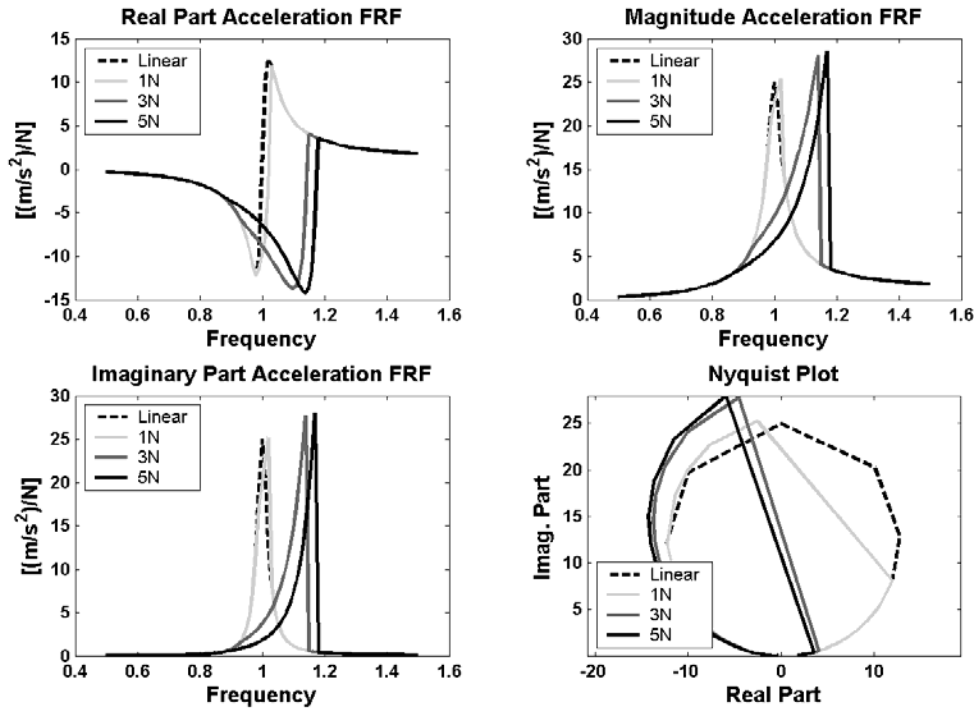 Real Part Acceleration FRF
[(m/s²)/N]
15
10
5
0
-5
-10
-15
Linear
1N
3N
5N
0.4 0.6 0.8 1 1.2 1.4 1.6
Frequency
Magnitude Acceleration FRF
[(m/s²)/N]
30
25
20
15
10
5
0
Linear
1N
3N
5N
0.4 0.6 0.8 1 1.2 1.4 1.6
Frequency
Imaginary Part Acceleration FRF
[(m/s²)/N]
30
25
20
15
10
5
0
Linear
1N
3N
5N
0.4 0.6 0.8 1 1.2 1.4 1.6
Frequency
Nyquist Plot
Imag. Part
25
20
15
10
5
0
Linear
1N
3N
5N
-20 -10 0 10
Real Part